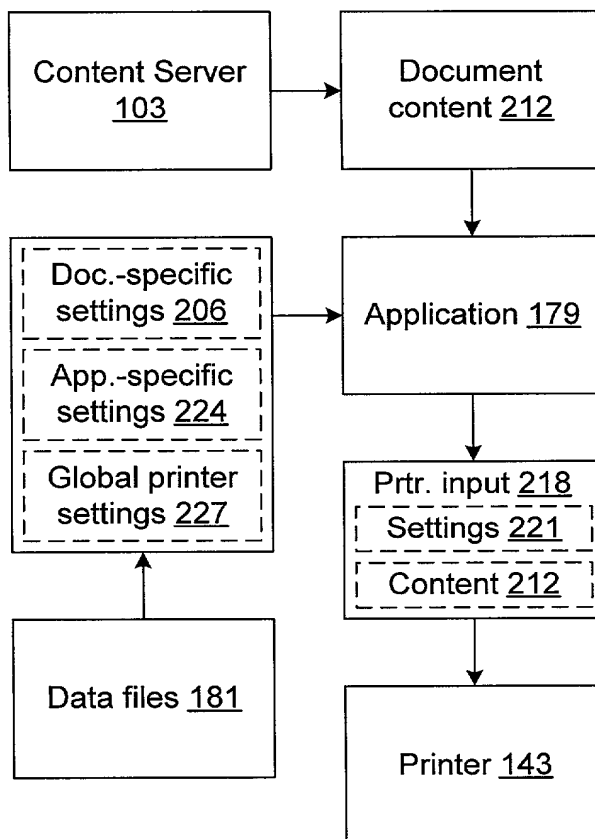 Content Server
103
Document
content 212
Doc.-specific
settings 206
App.-specific
settings 224
Global printer
settings 227
Application 179
Prtr. input 218
Settings 221
Content 212
Data files 181
Printer 143